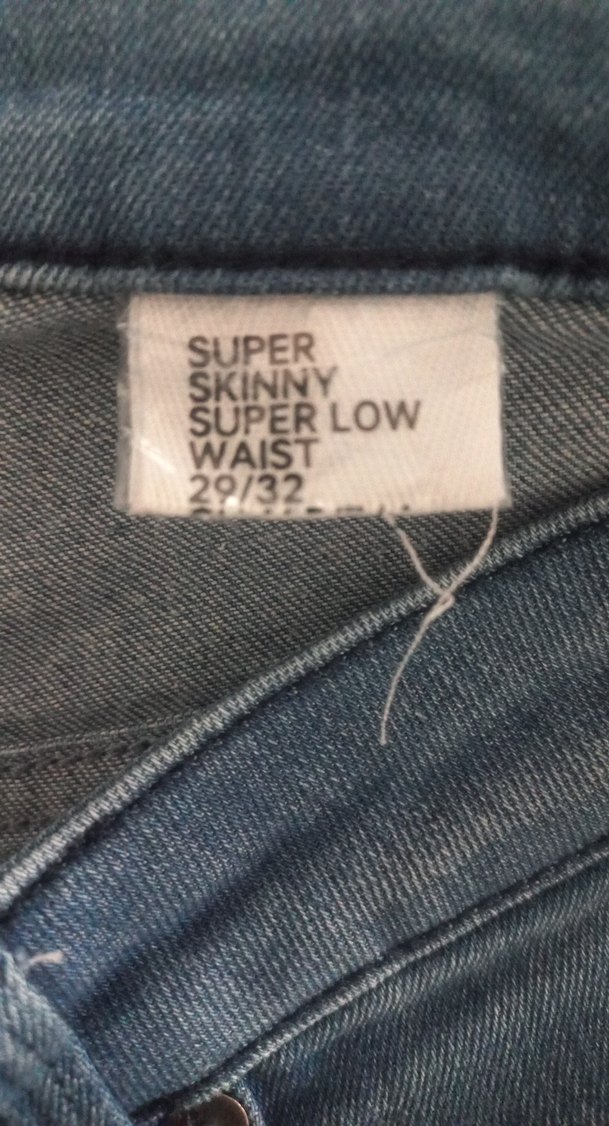 SUPER
SKINNY
SUPER LOW
WAIST
29/32